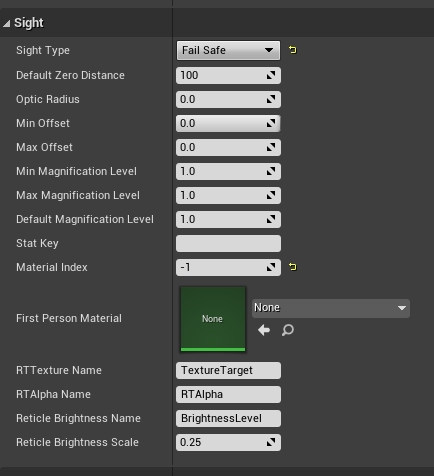 Sight
Sight Type Fail Safe
Default Zero Distance 100
Optic Radius 0.0
Min Offset 0.0
Max Offset 0.0
Min Magnification Level 1.0
Max Magnification Level 1.0
Default Magnification Level 1.0
Stat Key
Material Index -1
First Person Material None None
RTTexture Name TextureTarget
RTAlpha Name RTAlpha
Reticle Brightness Name BrightnessLevel
Reticle Brightness Scale 0.25